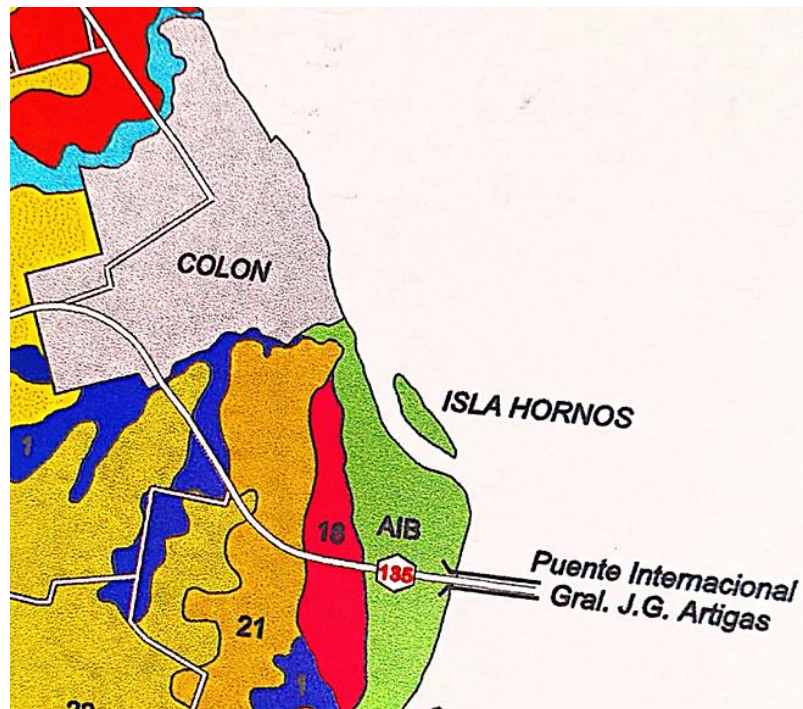 COLON
ISLA HORNOS
1
18
AIB
135
Puente Internacional
Gral. J.G. Artigas
21
1